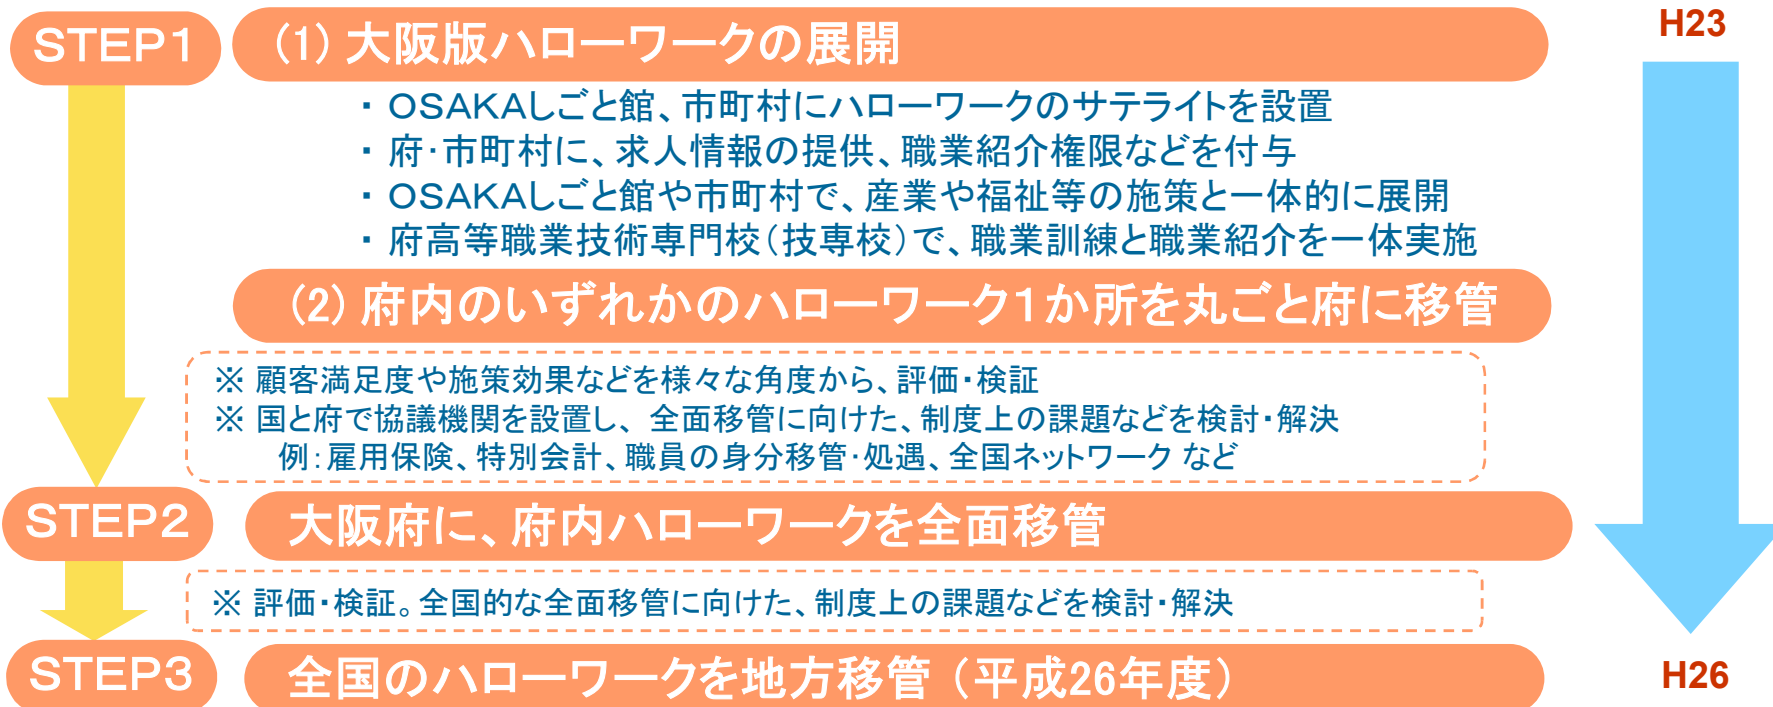 STEP1
(1) 大阪版ハローワークの展開
H23
・ OSAKAしごと館、市町村にハローワークのサテライトを設置
・ 府・市町村に、求人情報の提供、職業紹介権限などを付与
・ OSAKAしごと館や市町村で、産業や福祉等の施策と一体的に展開
・ 府高等職業技術専門校（技専校）で、職業訓練と職業紹介を一体実施
(2) 府内のいずれかのハローワーク1か所を丸ごと府に移管
※ 顧客満足度や施策効果などを様々な角度から、評価・検証
※ 国と府で協議機関を設置し、全面移管に向けた、制度上の課題などを検討・解決
例：雇用保険、特別会計、職員の身分移管・処遇、全国ネットワーク など
STEP2
大阪府に、府内ハローワークを全面移管
※ 評価・検証。全国的な全面移管に向けた、制度上の課題などを検討・解決
STEP3
全国のハローワークを地方移管（平成26年度）
H26